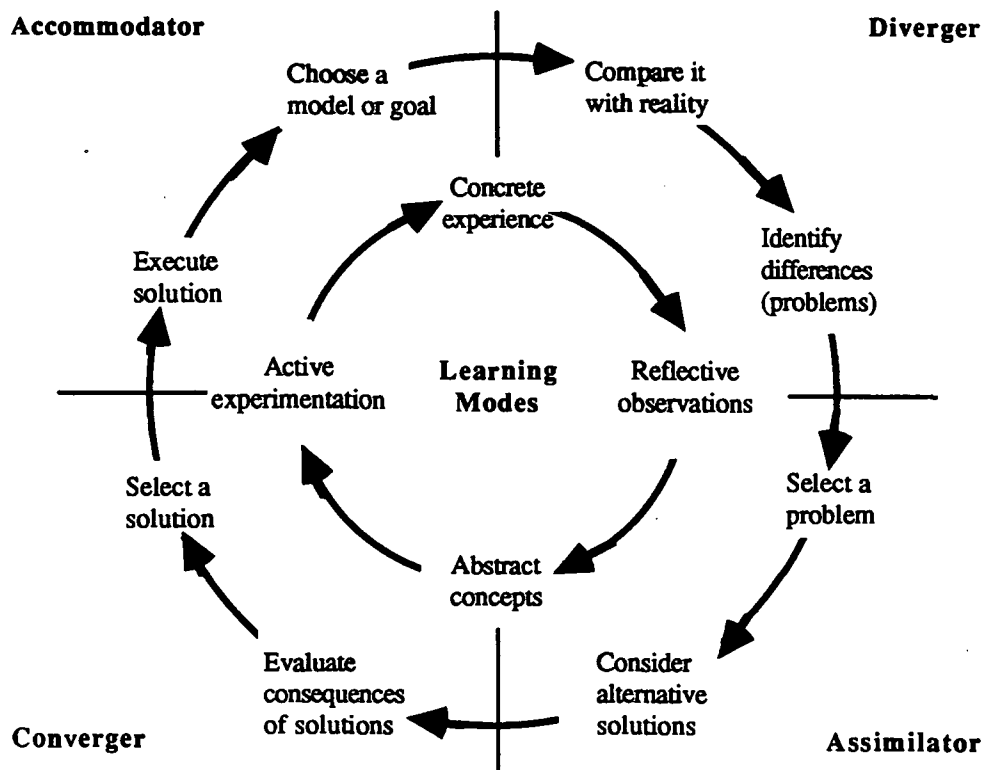 Accommodator
Diverger
Choose a
model or goal
Compare it
with reality
Concrete
experience
Identify
differences
(problems)
Execute
solution
Active
experimentation
Learning
Modes
Reflective
observations
Select a
solution
Select a
problem
Abstract
concepts
Evaluate
consequences
of solutions
Consider
alternative
solutions
Converger
Assimilator